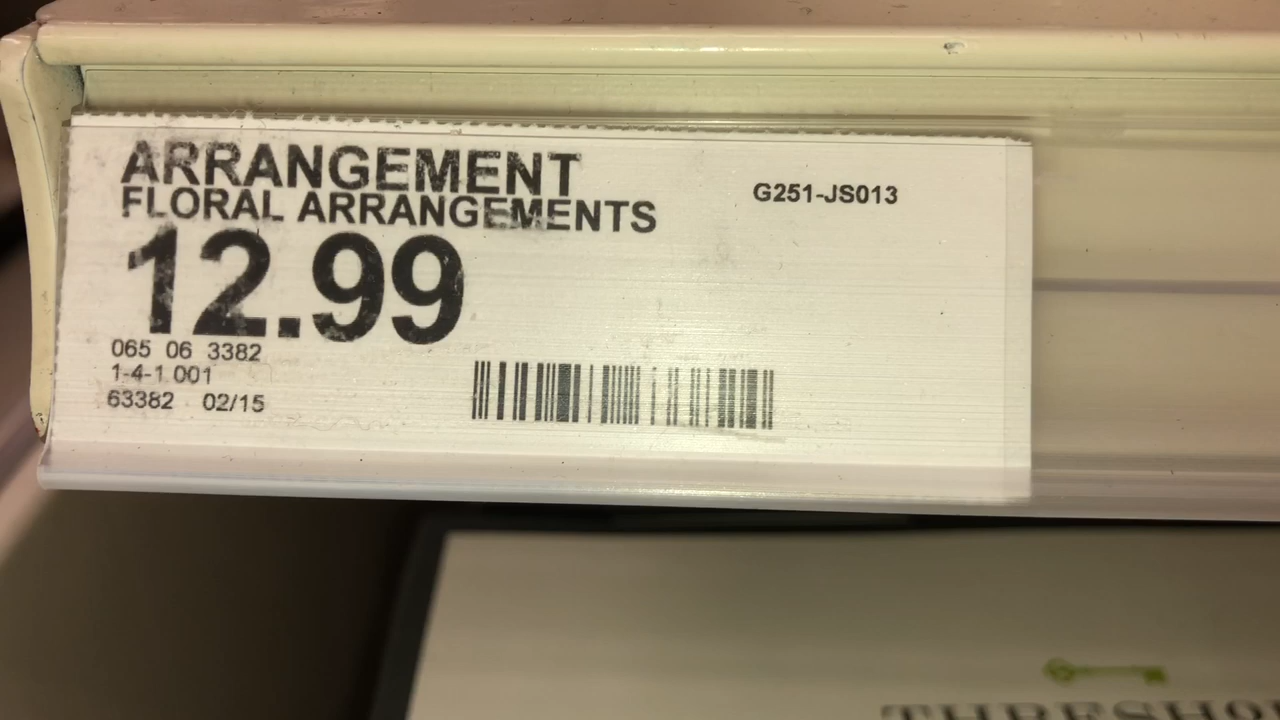 ARRANGEMENT
FLORAL ARRANGEMENTS
G251-JS013
12.99
065 06 3382
1-4-1 001
63382 02/15